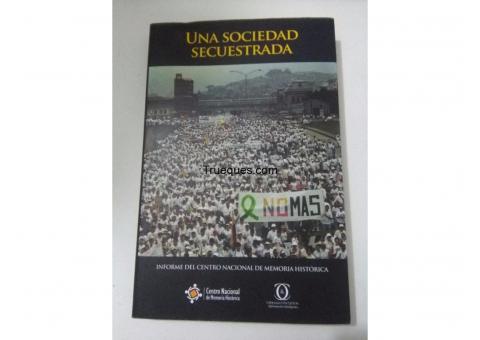 UNA SOCIEDAD
SECUESTRADA
Trueques.com
NO MAS
INFORME DEL CENTRO NACIONAL DE MEMORIA HISTÓRICA
Centro Nacional
de Memoria Histórica